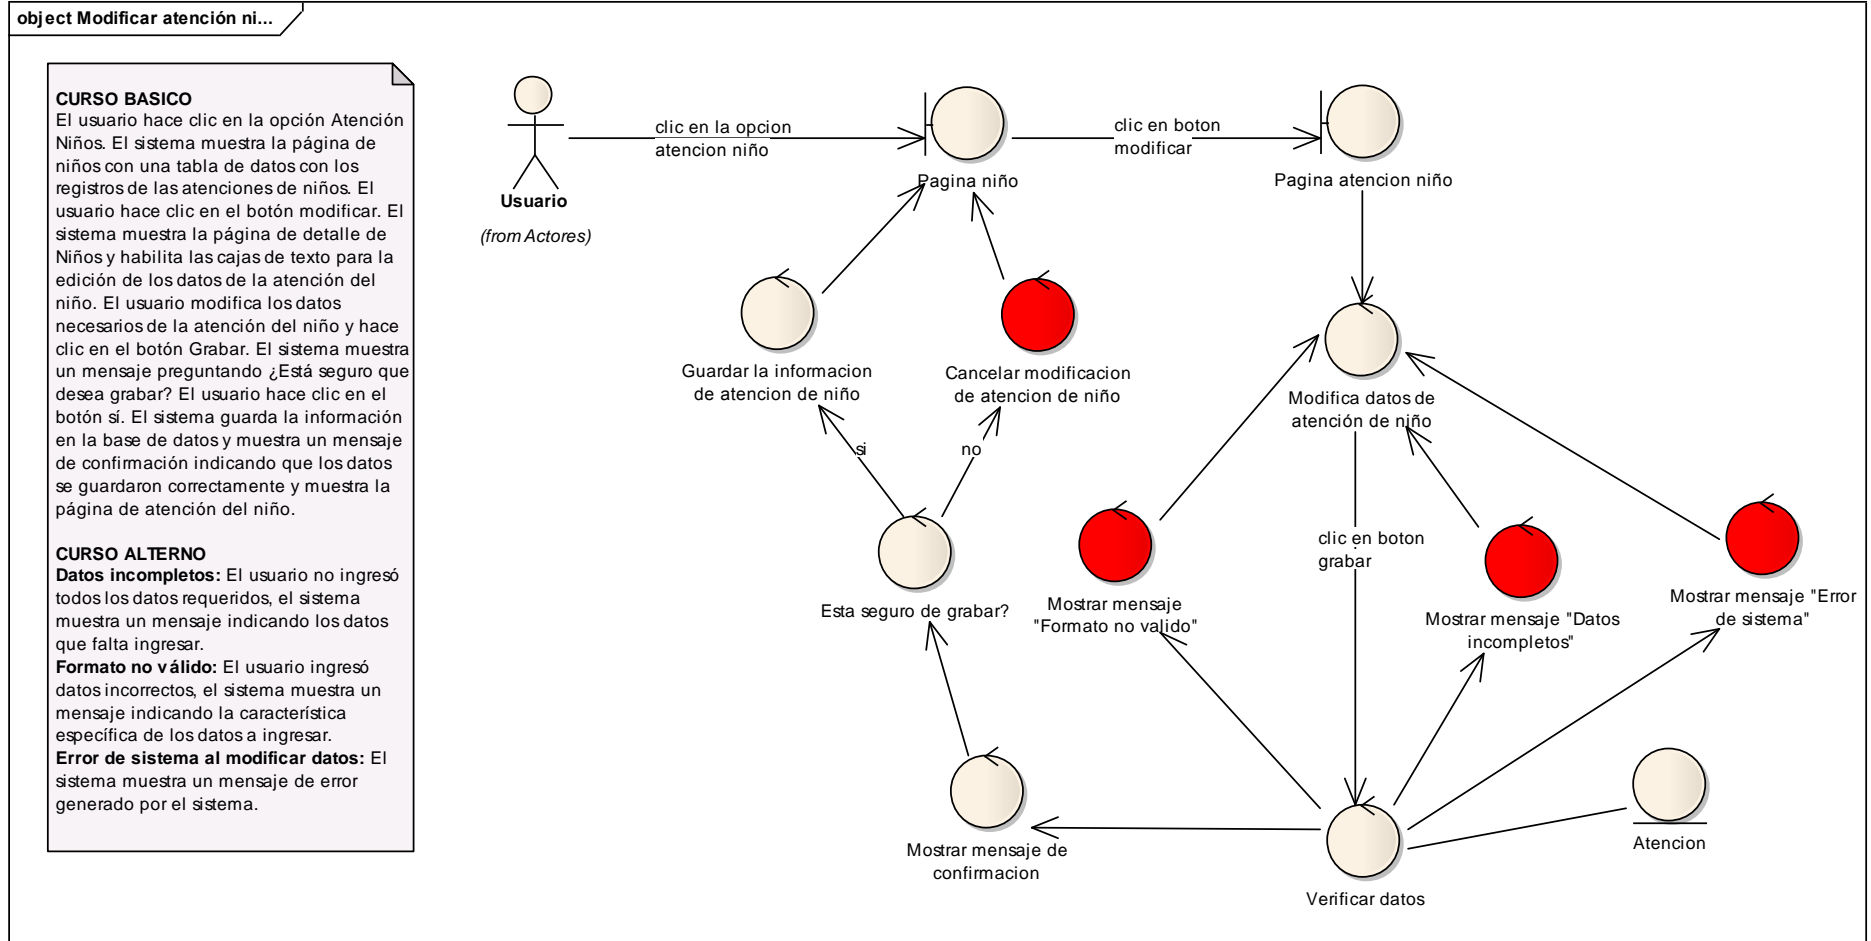 object Modificar atención ni...
CURSO BASICO
El usuario hace clic en la opción Atención
Niños. El sistema muestra la página de
niños con una tabla de datos con los
registros de las atenciones de niños. El
usuario hace clic en el botón modificar. El
sistema muestra la página de detalle de
Niños y habilita las cajas de texto para la
edición de los datos de la atención del
niño. El usuario modifica los datos
necesarios de la atención del niño y hace
clic en el botón Grabar. El sistema muestra
un mensaje preguntando ¿Está seguro que
desea grabar? El usuario hace clic en el
botón sí. El sistema guarda la información
en la base de datos y muestra un mensaje
de confirmación indicando que los datos
se guardaron correctamente y muestra la
página de atención del niño.
CURSO ALTERNO
Datos incompletos: El usuario no ingresó
todos los datos requeridos, el sistema
muestra un mensaje indicando los datos
que falta ingresar.
Formato no válido: El usuario ingresó
datos incorrectos, el sistema muestra un
mensaje indicando la característica
específica de los datos a ingresar.
Error de sistema al modificar datos: El
sistema muestra un mensaje de error
generado por el sistema.
Usuario
(from Actores)
clic en la opcion
atencion niño
Pagina niño
clic en boton
modificar
Pagina atencion niño
Guardar la informacion
de atencion de niño
Cancelar modificacion
de atencion de niño
Modifica datos de
atención de niño
si
no
clic en boton
grabar
Esta seguro de grabar?
Mostrar mensaje
"Formato no valido"
Mostrar mensaje "Datos
incompletos"
Mostrar mensaje "Error
de sistema"
Mostrar mensaje de
confirmacion
Verificar datos
Atencion